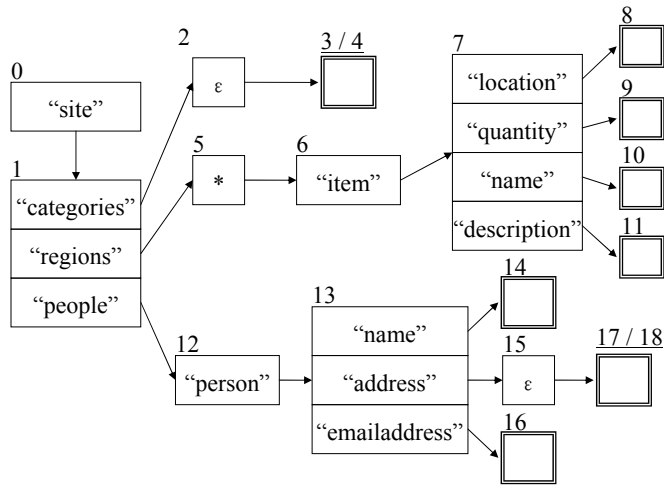 0
“site”
1
“categories”
“regions”
“people”
2
ε
3 / 4
5
*
6
“item”
7
“location”
“quantity”
“name”
“description”
8
9
10
11
12
“person”
13
“name”
“address”
“emailaddress”
14
15
ε
17 / 18
16